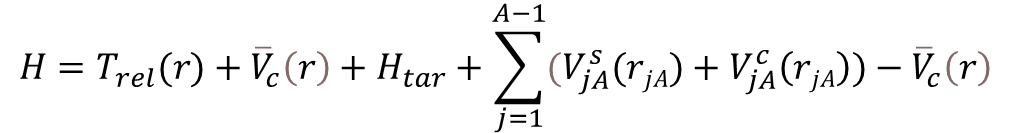 H = T_{rel}(r) + \bar{V}_c(r) + H_{tar} + \sum_{j=1}^{A-1} (V_{jA}^s(r_{jA}) + V_{jA}^c(r_{jA})) - \bar{V}_c(r)